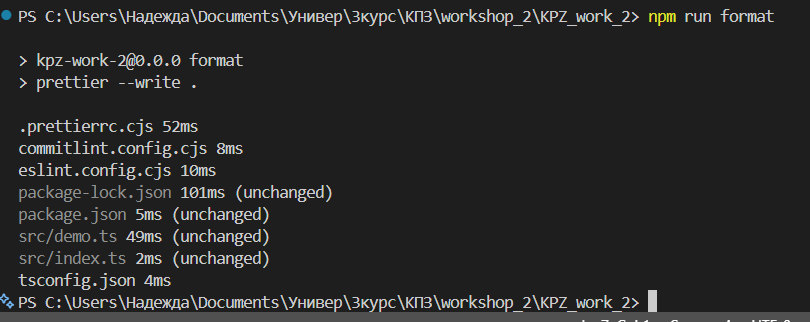 PS C:\Users\Надежда\Documents\Универ\3курс\КПЗ\workshop_2\KPZ_work_2> npm run format
> kpz-work-2@0.0.0 format
> prettier --write .
.prettierrc.cjs 52ms
commitlint.config.cjs 8ms
eslint.config.cjs 10ms
package-lock.json 101ms (unchanged)
package.json 5ms (unchanged)
src/demo.ts 49ms (unchanged)
src/index.ts 2ms (unchanged)
tsconfig.json 4ms
PS C:\Users\Надежда\Documents\Универ\3курс\КПЗ\workshop_2\KPZ_work_2>